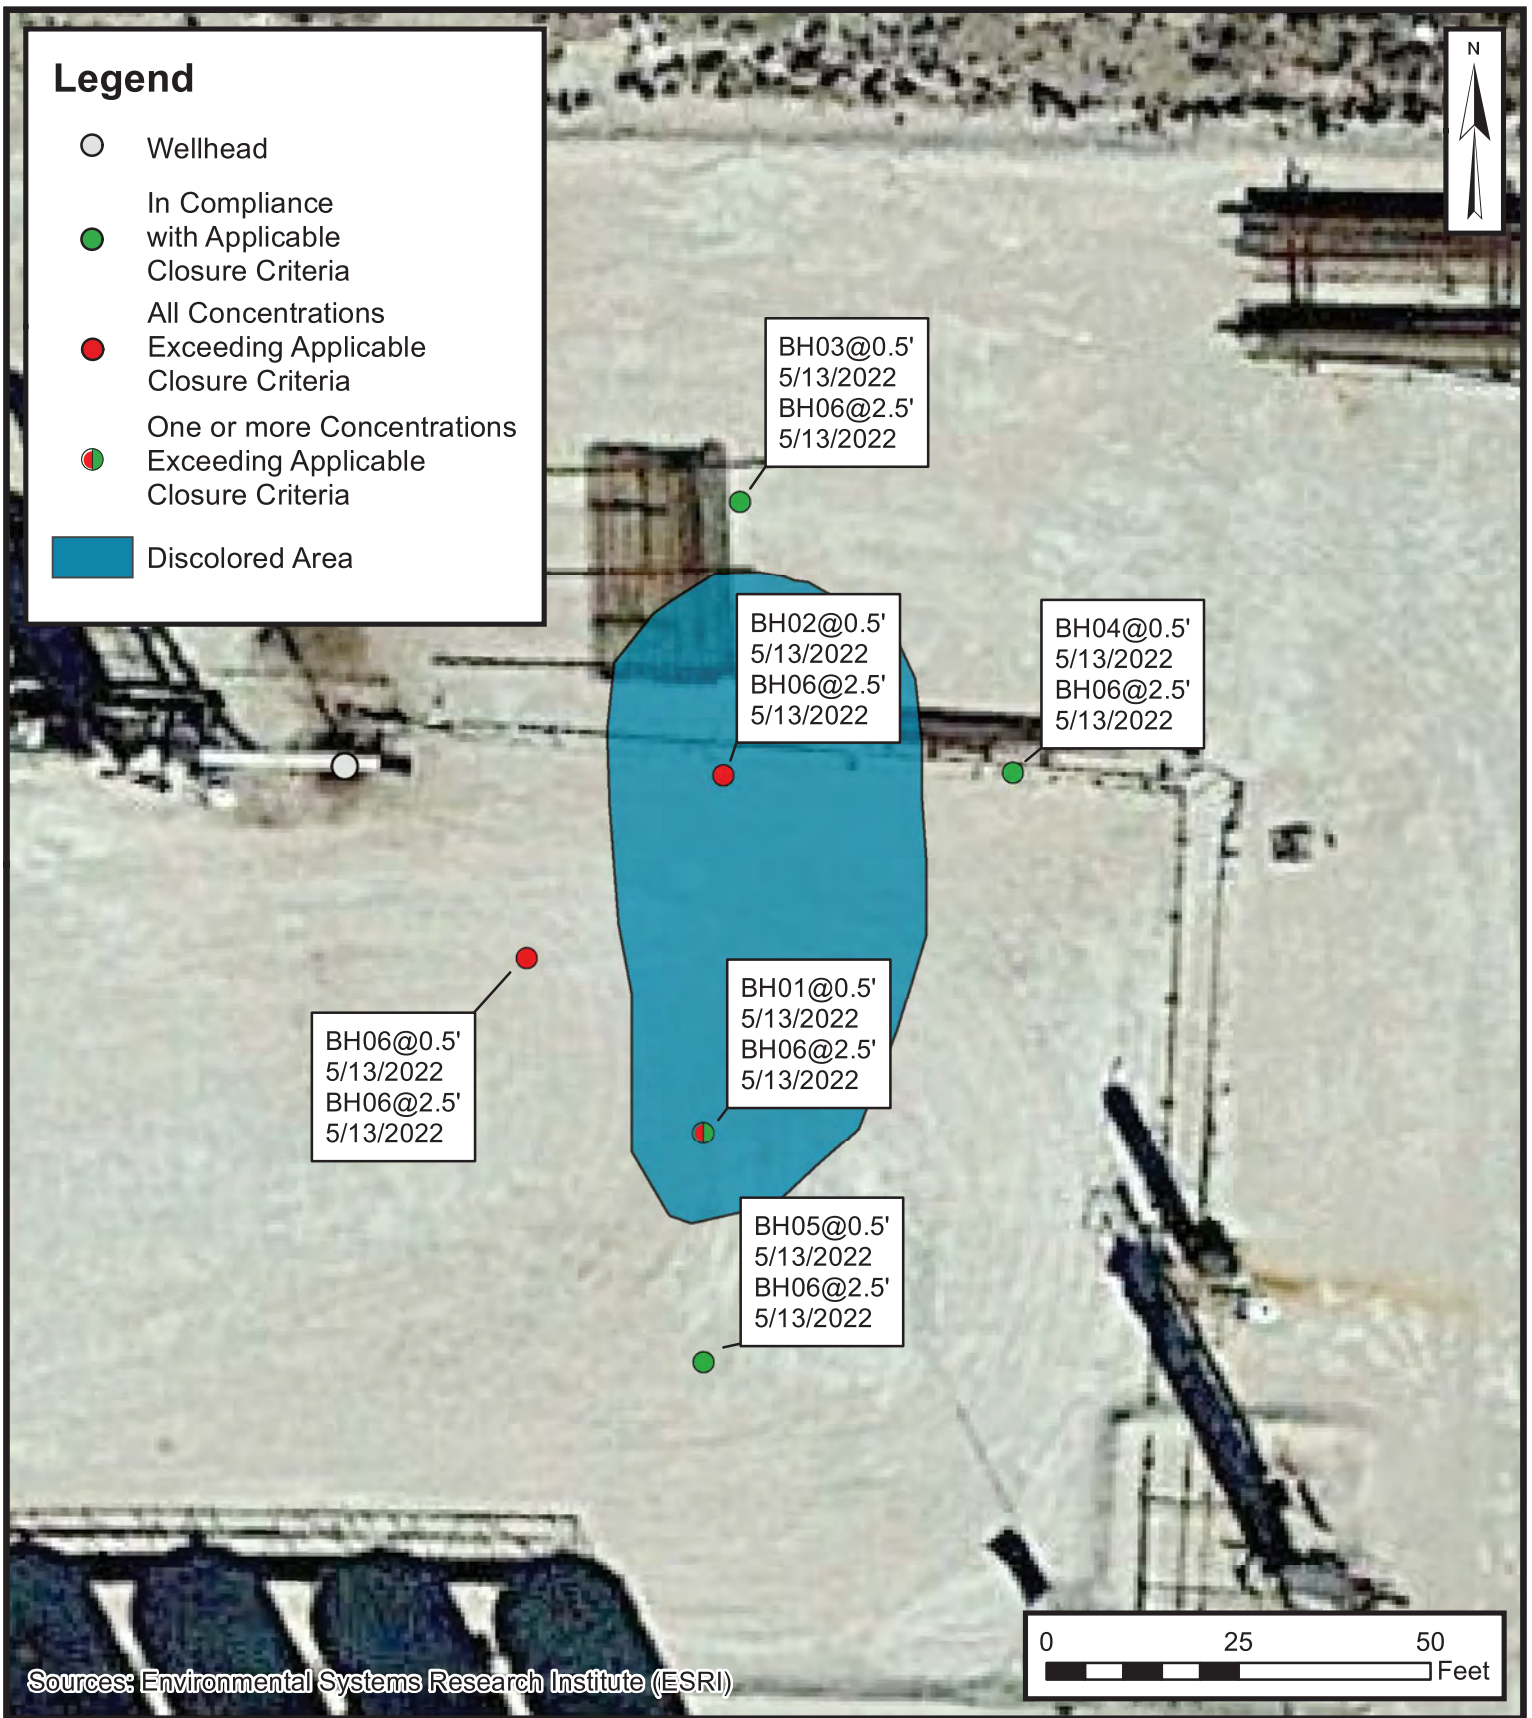 Legend
Wellhead
In Compliance
with Applicable
Closure Criteria
All Concentrations
Exceeding Applicable
Closure Criteria
One or more Concentrations
Exceeding Applicable
Closure Criteria
Discolored Area
N
BH03@0.5'
5/13/2022
BH06@2.5'
5/13/2022
BH02@0.5'
5/13/2022
BH06@2.5'
5/13/2022
BH04@0.5'
5/13/2022
BH06@2.5'
5/13/2022
BH06@0.5'
5/13/2022
BH06@2.5'
5/13/2022
BH01@0.5'
5/13/2022
BH06@2.5'
5/13/2022
BH05@0.5'
5/13/2022
BH06@2.5'
5/13/2022
0 25 50
Feet
Sources: Environmental Systems Research Institute (ESRI)